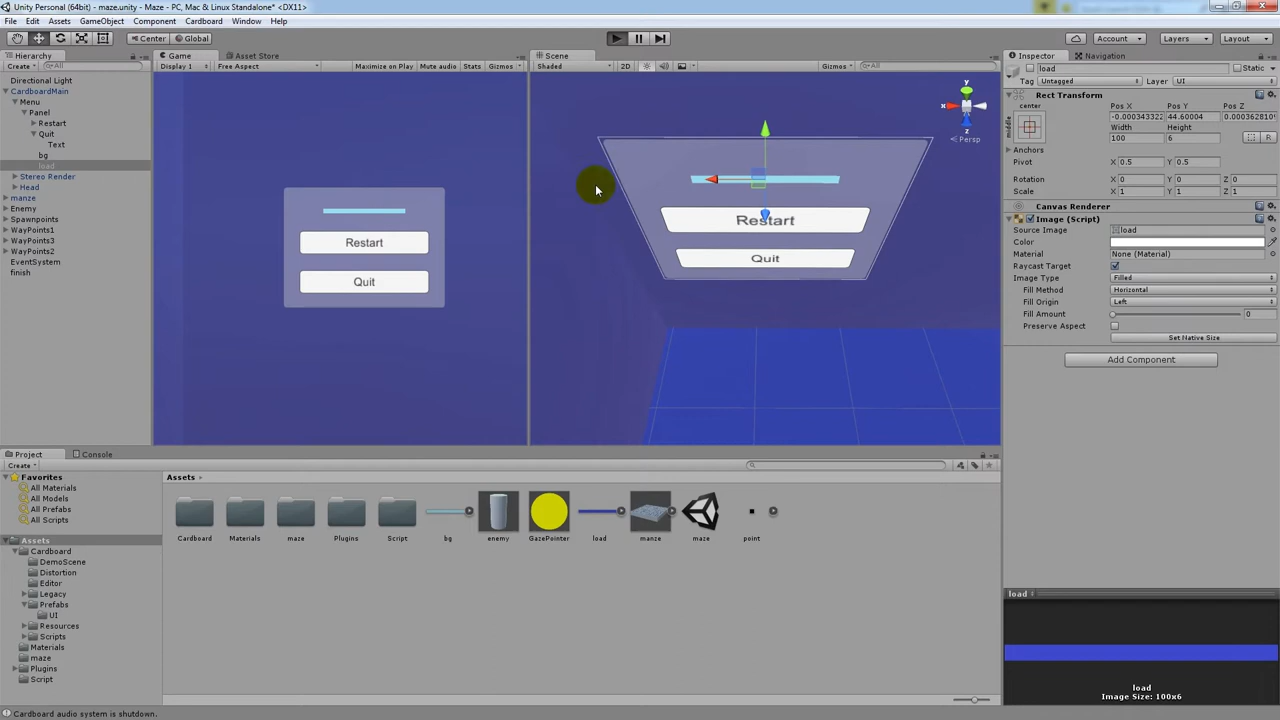 Unity Personal (64bit) - maze.unity - Maze - PC, Mac & Linux Standalone* <DX11>
File Edit Assets GameObject Component Cardboard Window Help
Center Global Account Layers Layout
Hierarchy
Create All
Directional Light
CardboardMain
Menu
Panel
Restart
Quit
Text
bg
load
Stereo Render
Head
manze
Enemy
Spawnpoints
WayPoints1
WayPoints3
WayPoints2
EventSystem
finish
Game Asset Store
Display 1 Free Aspect Maximize on Play Mute audio Stats Gizmos
Restart
Quit
Scene
Shaded 2D Gizmos All
y
x
z
Persp
Restart
Quit
Inspector Navigation
load Static
Tag Untagged Layer UI
Rect Transform
center Pos X Pos Y Pos Z
middle -0.000343322 44.60004 0.00036281
Width Height
100 6 R
Anchors
Pivot X 0.5 Y 0.5
Rotation X 0 Y 0 Z 0
Scale X 1 Y 1 Z 1
Canvas Renderer
Image (Script)
Source Image load
Color
Material None (Material)
Raycast Target
Image Type Filled
Fill Method Horizontal
Fill Origin Left
Fill Amount 0
Preserve Aspect
Set Native Size
Add Component
Project Console
Create
Favorites
All Materials
All Models
All Prefabs
All Scripts
Assets
Cardboard
DemoScene
Distortion
Editor
Legacy
Prefabs
UI
Resources
Scripts
Materials
maze
Plugins
Script
Assets
Cardboard Materials maze Plugins Script bg enemy GazePointer load manze maze point
load
load
Image Size: 100x6
Cardboard audio system is shutdown.